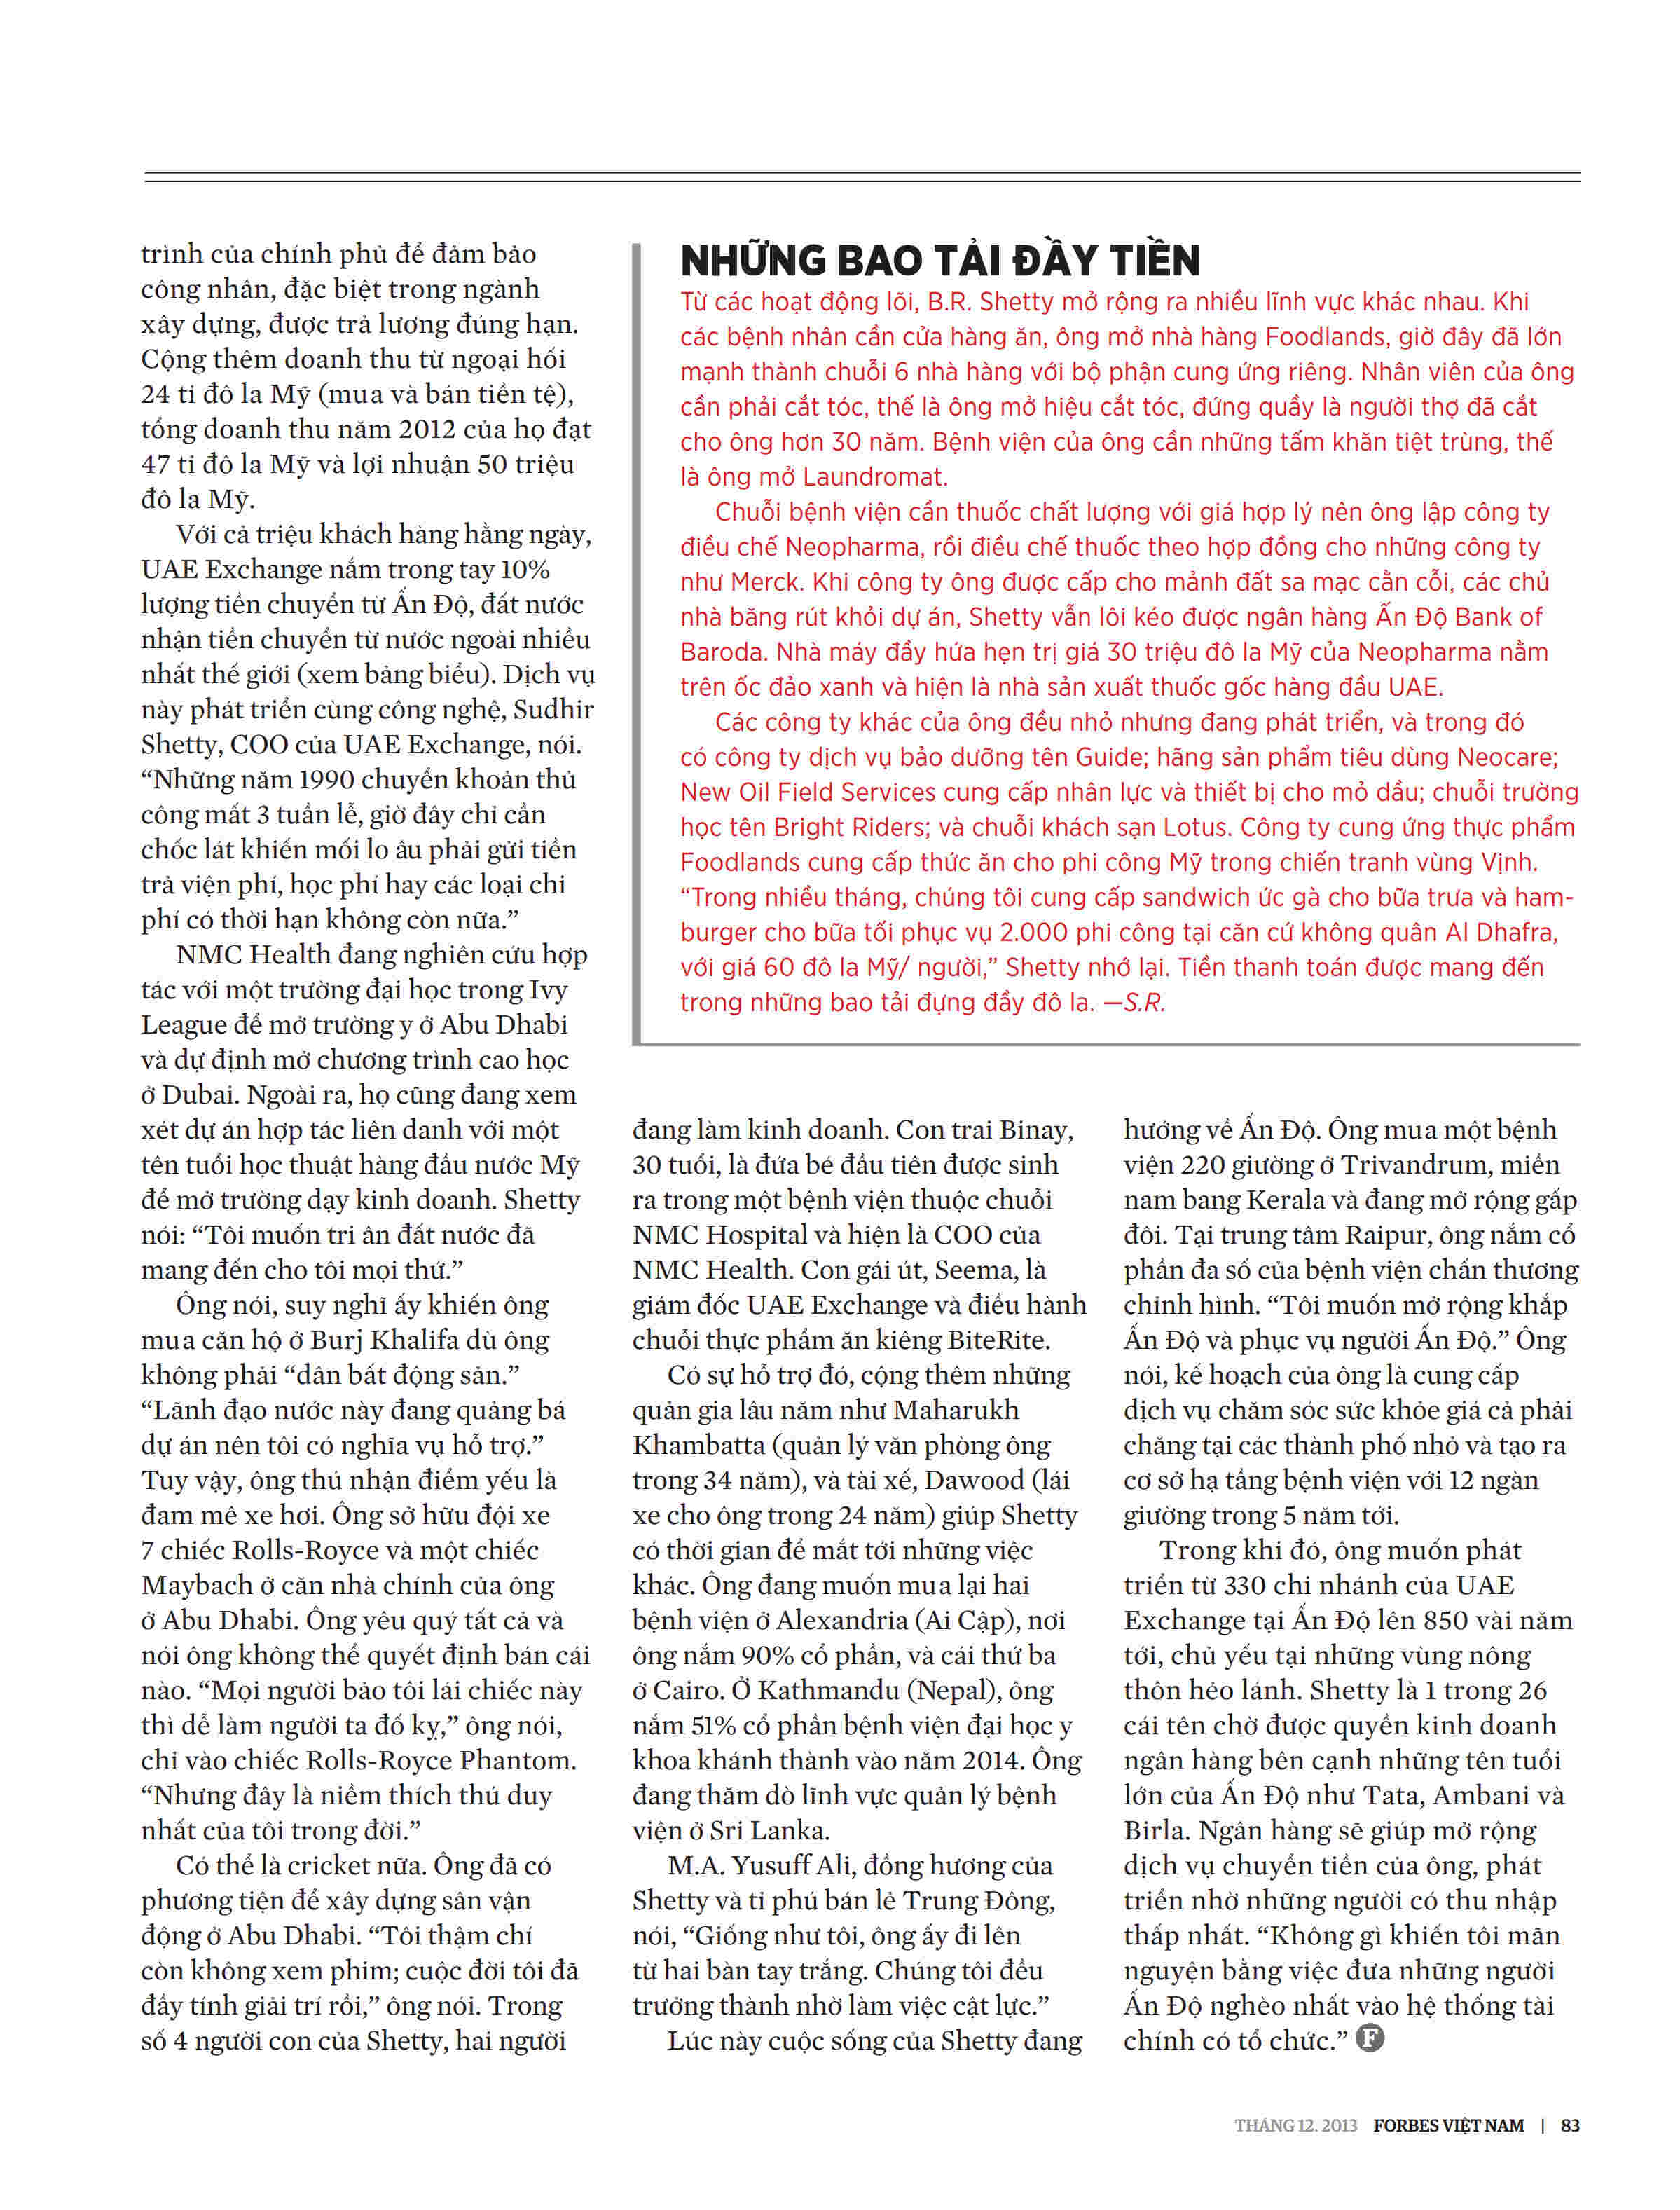 trình của chính phủ để đảm bảo
công nhân, đặc biệt trong ngành
xây dựng, được trả lương đúng hạn.
Cộng thêm doanh thu từ ngoại hối
24 tỉ đô la Mỹ (mua và bán tiền tệ),
tổng doanh thu năm 2012 của họ đạt
47 tỉ đô la Mỹ và lợi nhuận 50 triệu
đô la Mỹ.
Với cả triệu khách hàng hằng ngày,
UAE Exchange nắm trong tay 10%
lượng tiền chuyển từ Ấn Độ, đất nước
nhận tiền chuyển từ nước ngoài nhiều
nhất thế giới (xem bảng biểu). Dịch vụ
này phát triển cùng công nghệ, Sudhir
Shetty, COO của UAE Exchange, nói.
“Những năm 1990 chuyển khoản thủ
công mất 3 tuần lễ, giờ đây chỉ cần
chốc lát khiến mối lo âu phải gửi tiền
trả viện phí, học phí hay các loại chi
phí có thời hạn không còn nữa.”
NMC Health đang nghiên cứu hợp
tác với một trường đại học trong Ivy
League để mở trường y ở Abu Dhabi
và dự định mở chương trình cao học
ở Dubai. Ngoài ra, họ cũng đang xem
xét dự án hợp tác liên danh với một
tên tuổi học thuật hàng đầu nước Mỹ
để mở trường dạy kinh doanh. Shetty
nói: “Tôi muốn tri ân đất nước đã
mang đến cho tôi mọi thứ.”
Ông nói, suy nghĩ ấy khiến ông
mua căn hộ ở Burj Khalifa dù ông
không phải “dân bất động sản.”
“Lãnh đạo nước này đang quảng bá
dự án nên tôi có nghĩa vụ hỗ trợ.”
Tuy vậy, ông thú nhận điểm yếu là
đam mê xe hơi. Ông sở hữu đội xe
7 chiếc Rolls-Royce và một chiếc
Maybach ở căn nhà chính của ông
ở Abu Dhabi. Ông yêu quý tất cả và
nói ông không thể quyết định bán cái
nào. “Mọi người bảo tôi lái chiếc này
thì dễ làm người ta đố kỵ,” ông nói,
chỉ vào chiếc Rolls-Royce Phantom.
“Nhưng đây là niềm thích thú duy
nhất của tôi trong đời.”
Có thể là cricket nữa. Ông đã có
phương tiện để xây dựng sân vận
động ở Abu Dhabi. “Tôi thậm chí
còn không xem phim; cuộc đời tôi đã
đầy tính giải trí rồi,” ông nói. Trong
số 4 người con của Shetty, hai người
NHỮNG BAO TẢI ĐẦY TIỀN
Từ các hoạt động lõi, B.R. Shetty mở rộng ra nhiều lĩnh vực khác nhau. Khi
các bệnh nhân cần cửa hàng ăn, ông mở nhà hàng Foodlands, giờ đây đã lớn
mạnh thành chuỗi 6 nhà hàng với bộ phận cung ứng riêng. Nhân viên của ông
cần phải cắt tóc, thế là ông mở hiệu cắt tóc, đứng quầy là người thợ đã cắt
cho ông hơn 30 năm. Bệnh viện của ông cần những tấm khăn tiệt trùng, thế
là ông mở Laundromat.
Chuỗi bệnh viện cần thuốc chất lượng với giá hợp lý nên ông lập công ty
điều chế Neopharma, rồi điều chế thuốc theo hợp đồng cho những công ty
như Merck. Khi công ty ông được cấp cho mảnh đất sa mạc cằn cỗi, các chủ
nhà băng rút khỏi dự án, Shetty vẫn lôi kéo được ngân hàng Ấn Độ Bank of
Baroda. Nhà máy đầy hứa hẹn trị giá 30 triệu đô la Mỹ của Neopharma nằm
trên ốc đảo xanh và hiện là nhà sản xuất thuốc gốc hàng đầu UAE.
Các công ty khác của ông đều nhỏ nhưng đang phát triển, và trong đó
có công ty dịch vụ bảo dưỡng tên Guide; hãng sản phẩm tiêu dùng Neocare;
New Oil Field Services cung cấp nhân lực và thiết bị cho mỏ dầu; chuỗi trường
học tên Bright Riders; và chuỗi khách sạn Lotus. Công ty cung ứng thực phẩm
Foodlands cung cấp thức ăn cho phi công Mỹ trong chiến tranh vùng Vịnh.
“Trong nhiều tháng, chúng tôi cung cấp sandwich ức gà cho bữa trưa và ham-
burger cho bữa tối phục vụ 2.000 phi công tại căn cứ không quân Al Dhafra,
với giá 60 đô la Mỹ/ người,” Shetty nhớ lại. Tiền thanh toán được mang đến
trong những bao tải đựng đầy đô la. —S.R.
đang làm kinh doanh. Con trai Binay,
30 tuổi, là đứa bé đầu tiên được sinh
ra trong một bệnh viện thuộc chuỗi
NMC Hospital và hiện là COO của
NMC Health. Con gái út, Seema, là
giám đốc UAE Exchange và điều hành
chuỗi thực phẩm ăn kiêng BiteRite.
Có sự hỗ trợ đó, cộng thêm những
quản gia lâu năm như Maharukh
Khambatta (quản lý văn phòng ông
trong 34 năm), và tài xế, Dawood (lái
xe cho ông trong 24 năm) giúp Shetty
có thời gian để mắt tới những việc
khác. Ông đang muốn mua lại hai
bệnh viện ở Alexandria (Ai Cập), nơi
ông nắm 90% cổ phần, và cái thứ ba
ở Cairo. Ở Kathmandu (Nepal), ông
nắm 51% cổ phần bệnh viện đại học y
khoa khánh thành vào năm 2014. Ông
đang thăm dò lĩnh vực quản lý bệnh
viện ở Sri Lanka.
M.A. Yusuff Ali, đồng hương của
Shetty và tỉ phú bán lẻ Trung Đông,
nói, “Giống như tôi, ông ấy đi lên
từ hai bàn tay trắng. Chúng tôi đều
trưởng thành nhờ làm việc cật lực.”
Lúc này cuộc sống của Shetty đang
hướng về Ấn Độ. Ông mua một bệnh
viện 220 giường ở Trivandrum, miền
nam bang Kerala và đang mở rộng gấp
đôi. Tại trung tâm Raipur, ông nắm cổ
phần đa số của bệnh viện chấn thương
chỉnh hình. “Tôi muốn mở rộng khắp
Ấn Độ và phục vụ người Ấn Độ.” Ông
nói, kế hoạch của ông là cung cấp
dịch vụ chăm sóc sức khỏe giá cả phải
chăng tại các thành phố nhỏ và tạo ra
cơ sở hạ tầng bệnh viện với 12 ngàn
giường trong 5 năm tới.
Trong khi đó, ông muốn phát
triển từ 330 chi nhánh của UAE
Exchange tại Ấn Độ lên 850 vài năm
tới, chủ yếu tại những vùng nông
thôn hẻo lánh. Shetty là 1 trong 26
cái tên chờ được quyền kinh doanh
ngân hàng bên cạnh những tên tuổi
lớn của Ấn Độ như Tata, Ambani và
Birla. Ngân hàng sẽ giúp mở rộng
dịch vụ chuyển tiền của ông, phát
triển nhờ những người có thu nhập
thấp nhất. “Không gì khiến tôi mãn
nguyện bằng việc đưa những người
Ấn Độ nghèo nhất vào hệ thống tài
chính có tổ chức.” F
THÁNG 12. 2013 FORBES VIỆT NAM | 83